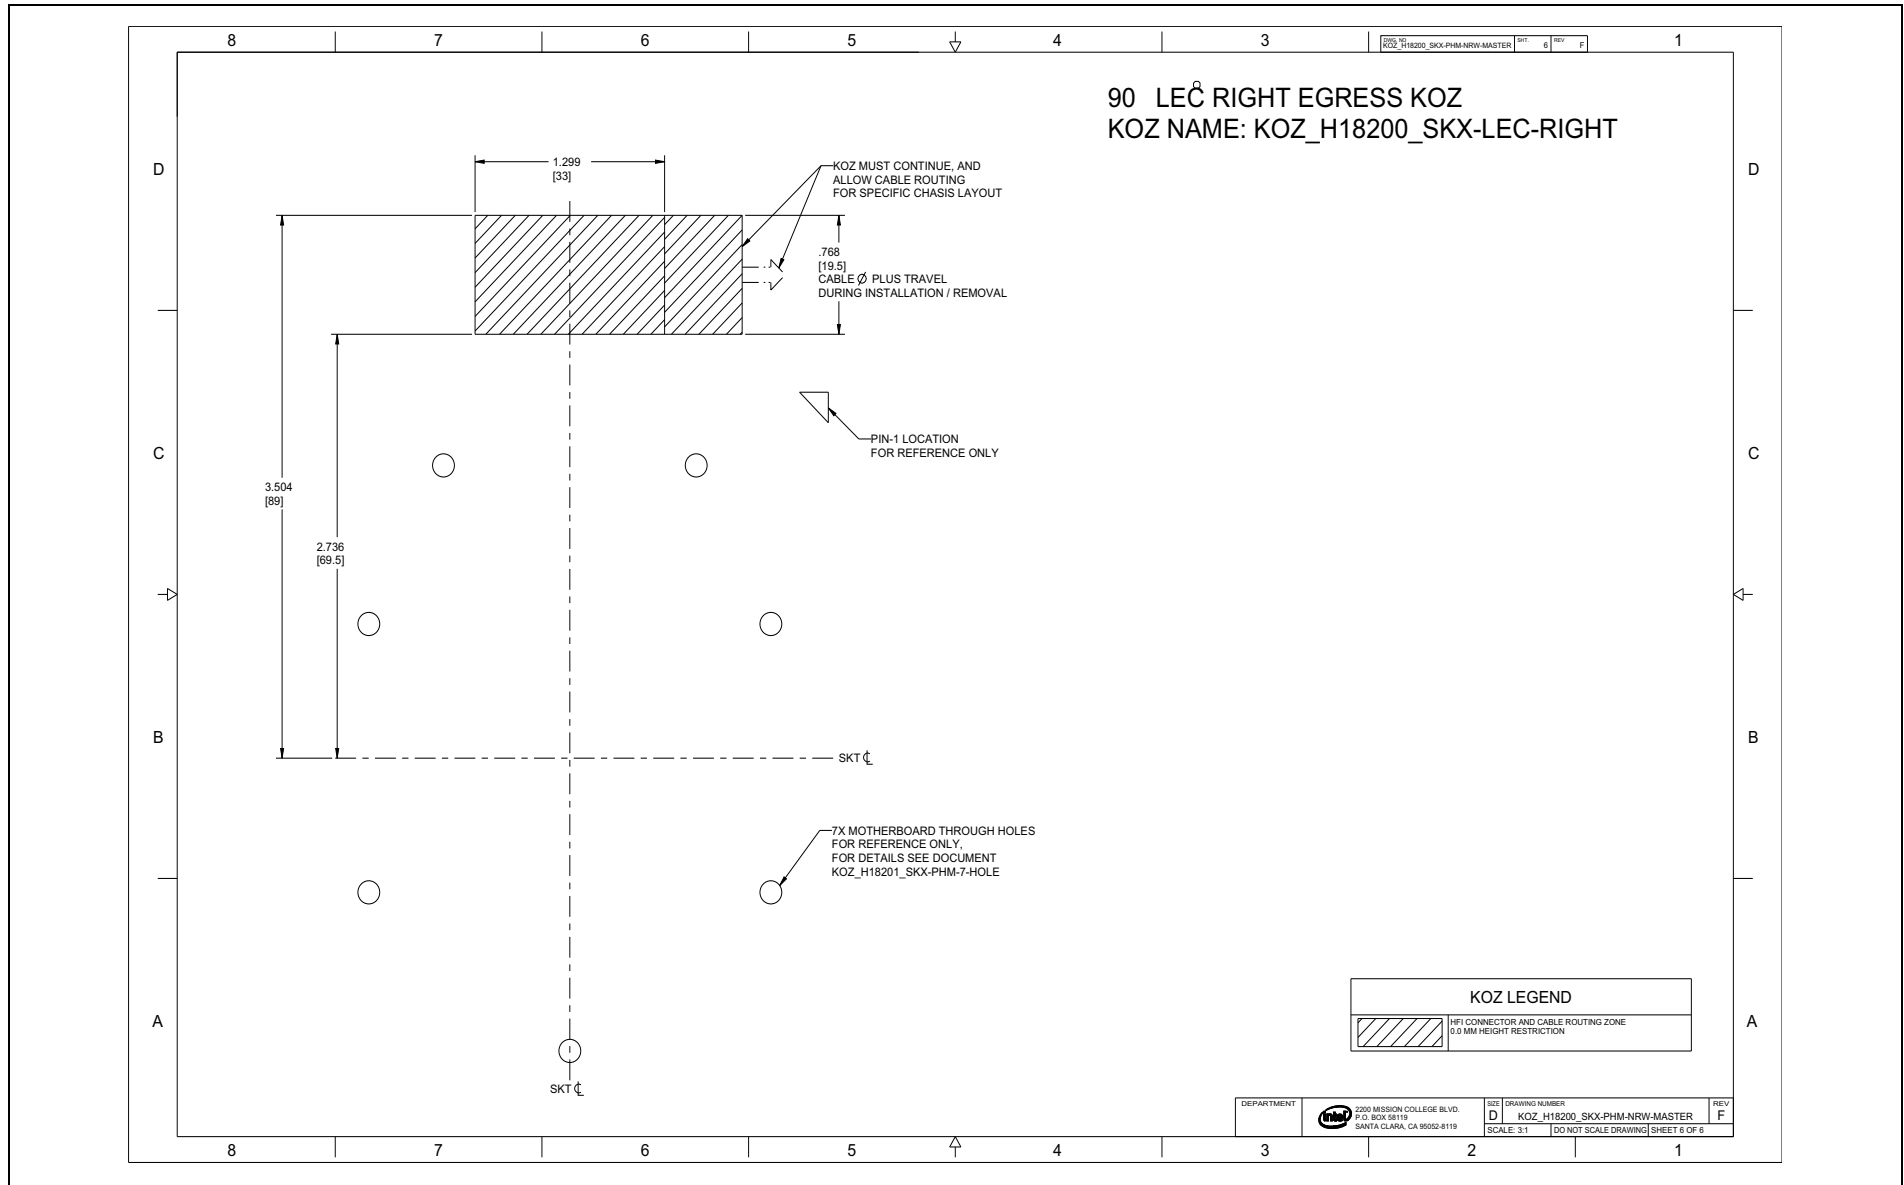 8 7 6 5 4 3 1
DWG. NO
KOZ_H18200_SKX-PHM-NRW-MASTER
SHT. 6
REV F
90 LEC RIGHT EGRESS KOZ
KOZ NAME: KOZ_H18200_SKX-LEC-RIGHT
D
D
1.299
[33]
KOZ MUST CONTINUE, AND
ALLOW CABLE ROUTING
FOR SPECIFIC CHASIS LAYOUT
.768
[19.5]
CABLE Ø PLUS TRAVEL
DURING INSTALLATION / REMOVAL
PIN-1 LOCATION
FOR REFERENCE ONLY
C
C
3.504
[89]
2.736
[69.5]
B
B
SKT ℄
7X MOTHERBOARD THROUGH HOLES
FOR REFERENCE ONLY,
FOR DETAILS SEE DOCUMENT
KOZ_H18201_SKX-PHM-7-HOLE
KOZ LEGEND
HFI CONNECTOR AND CABLE ROUTING ZONE
0.0 MM HEIGHT RESTRICTION
A
A
SKT ℄
DEPARTMENT
intel
2200 MISSION COLLEGE BLVD.
P.O. BOX 58119
SANTA CLARA, CA 95052-8119
SIZE
D
DRAWING NUMBER
KOZ_H18200_SKX-PHM-NRW-MASTER
REV
F
SCALE: 3:1
DO NOT SCALE DRAWING
SHEET 6 OF 6
8 7 6 5 4 3 2 1